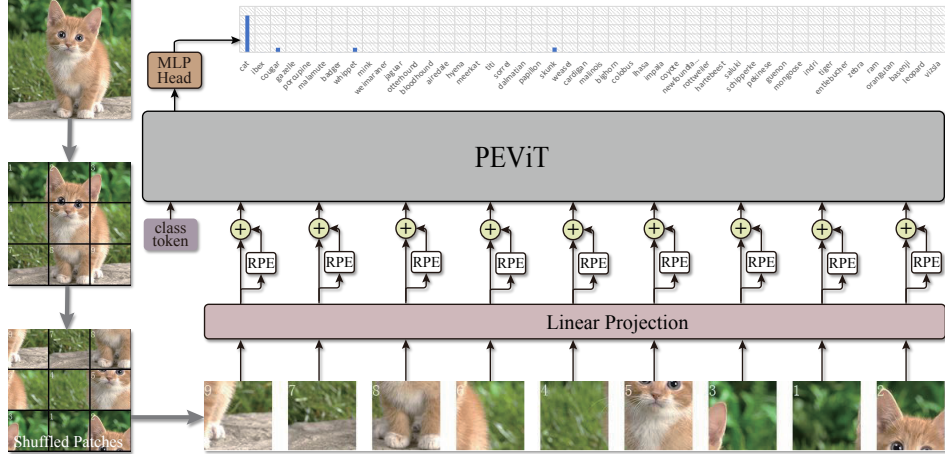 cat
ibex
cougar
gazelle
porcupine
malamute
badger
whippet
mink
weimaraner
jaguar
otterhound
bloodhound
airedale
hyena
meerkat
titi
sorrel
dalmatian
papillon
skunk
weasel
cardigan
malinois
bighorn
colobus
lhasa
impala
coyote
newfoundla...
rottweiler
hartebeest
saluki
schipperke
pekinese
guenon
mongoose
indri
tiger
entlebucher
zebra
ram
orangutan
basenji
leopard
vizsla
MLP
Head
PEViT
class
token
+ + + + + + + + +
RPE RPE RPE RPE RPE RPE RPE RPE RPE
Linear Projection
9 7 8 6 4 5 3 1 2
Shuffled Patches